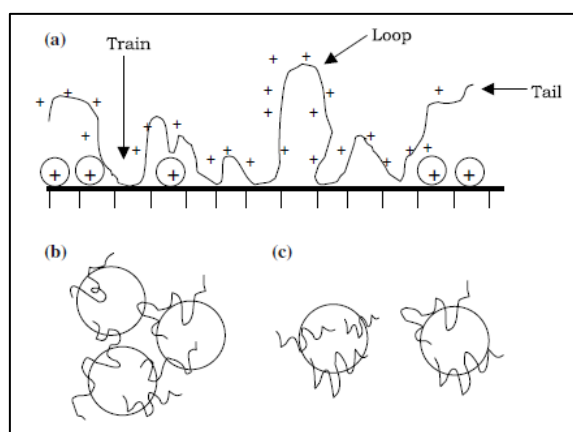 (a)
Train
Loop
Tail
+ + + + + + + + + + + + + + + + + + + + + + +
(b)
(c)